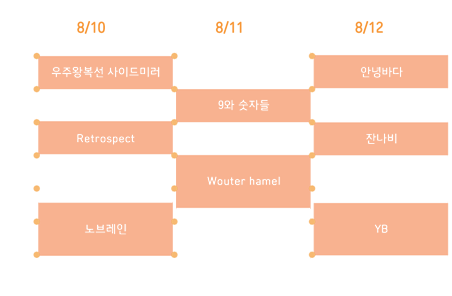 8/10
8/11
8/12
우주왕복선 사이드미러
안녕바다
9와 숫자들
Retrospect
잔나비
Wouter hamel
노브레인
YB